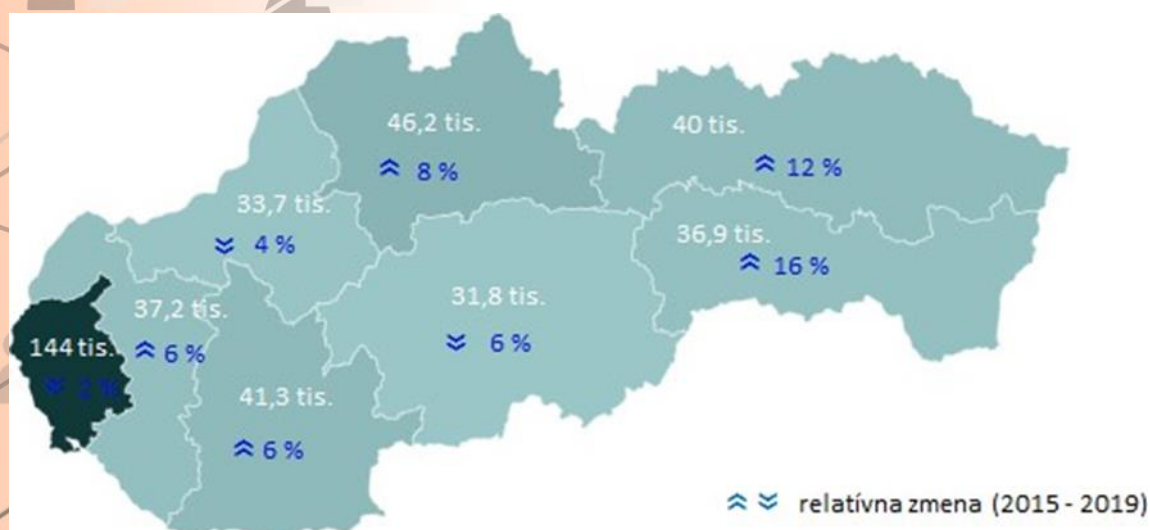 46,2 tis.
8 %
40 tis.
12 %
33,7 tis.
4 %
36,9 tis.
16 %
37,2 tis.
6 %
31,8 tis.
6 %
144 tis.
2 %
41,3 tis.
6 %
relatívna zmena (2015 - 2019)